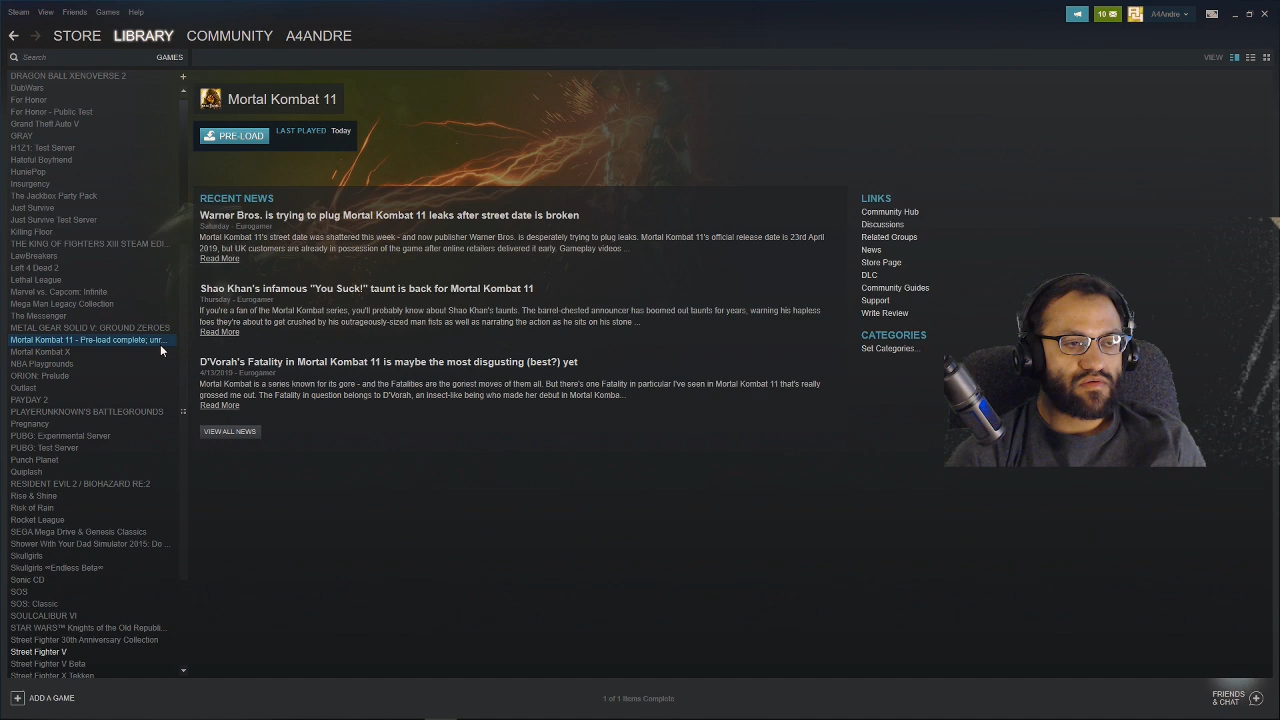 Steam View Friends Games Help
10 A4Andre
STORE LIBRARY COMMUNITY A4ANDRE
Search GAMES VIEW
DRAGON BALL XENOVERSE 2
DubWars
For Honor
For Honor - Public Test
Grand Theft Auto V
GRAY
H1Z1: Test Server
Hatoful Boyfriend
HuniePop
Insurgency
The Jackbox Party Pack
Just Survive
Just Survive Test Server
Killing Floor
THE KING OF FIGHTERS XIII STEAM EDI...
LawBreakers
Left 4 Dead 2
Lethal League
Marvel vs. Capcom: Infinite
Mega Man Legacy Collection
The Messenger
METAL GEAR SOLID V: GROUND ZEROES
Mortal Kombat 11 - Pre-load complete; unr...
Mortal Kombat X
NBA Playgrounds
ORION: Prelude
Outlast
PAYDAY 2
PLAYERUNKNOWN'S BATTLEGROUNDS
Pregnancy
PUBG: Experimental Server
PUBG: Test Server
Punch Planet
Quiplash
RESIDENT EVIL 2 / BIOHAZARD RE:2
Rise & Shine
Risk of Rain
Rocket League
SEGA Mega Drive & Genesis Classics
Shower With Your Dad Simulator 2015: Do ...
Skullgirls
Skullgirls ∞Endless Beta∞
Sonic CD
SOS
SOS: Classic
SOULCALIBUR VI
STAR WARS™ Knights of the Old Republi...
Street Fighter 30th Anniversary Collection
Street Fighter V
Street Fighter V Beta
Street Fighter X Tekken
Mortal Kombat 11
PRE-LOAD LAST PLAYED Today
RECENT NEWS
Warner Bros. is trying to plug Mortal Kombat 11 leaks after street date is broken
Saturday - Eurogamer
Mortal Kombat 11's street date was shattered this week - and now publisher Warner Bros. is desperately trying to plug leaks. Mortal Kombat 11's official release date is 23rd April
2019, but UK customers are already in possession of the game after online retailers delivered it early. Gameplay videos ...
Read More
Shao Khan's infamous "You Suck!" taunt is back for Mortal Kombat 11
Thursday - Eurogamer
If you're a fan of the Mortal Kombat series, you'll probably know about Shao Khan's taunts. The barrel-chested announcer has boomed out taunts for years, warning his hapless
foes they're about to get crushed by his outrageously-sized man fists as well as narrating the action as he sits on his stone ...
Read More
D'Vorah's Fatality in Mortal Kombat 11 is maybe the most disgusting (best?) yet
4/13/2019 - Eurogamer
Mortal Kombat is a series known for its gore - and the Fatalities are the goriest moves of them all. But there's one Fatality in particular I've seen in Mortal Kombat 11 that's really
grossed me out. The Fatality in question belongs to D'Vorah, an insect-like being who made her debut in Mortal Komba...
Read More
VIEW ALL NEWS
LINKS
Community Hub
Discussions
Related Groups
News
Store Page
DLC
Community Guides
Support
Write Review
CATEGORIES
Set Categories...
ADD A GAME
1 of 1 Items Complete
FRIENDS
& CHAT